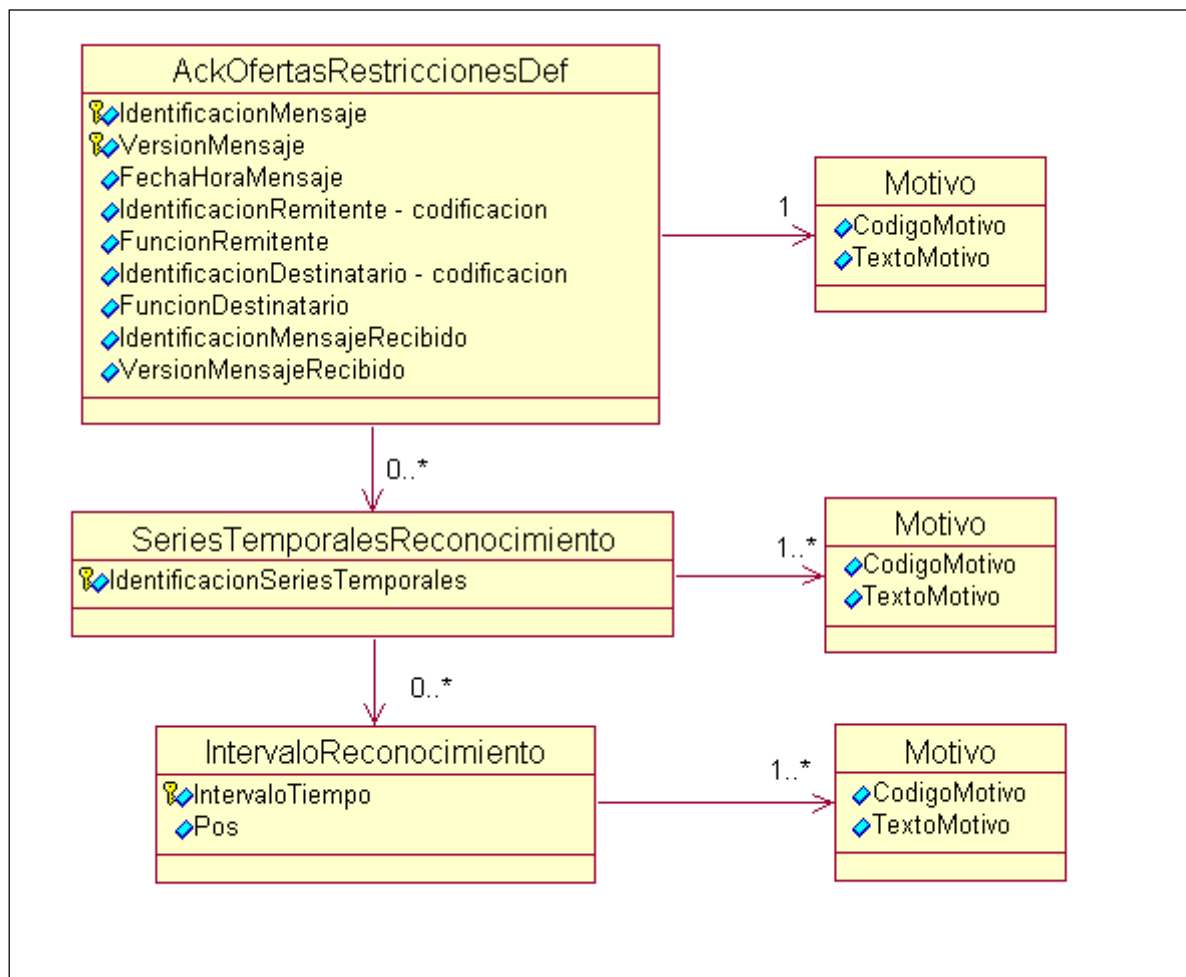 AckOfertasRestriccionesDef
IdentificacionMensaje
VersionMensaje
FechaHoraMensaje
IdentificacionRemitente - codificacion
FuncionRemitente
IdentificacionDestinatario - codificacion
FuncionDestinatario
IdentificacionMensajeRecibido
VersionMensajeRecibido
1
Motivo
CodigoMotivo
TextoMotivo
0..*
SeriesTemporalesReconocimiento
IdentificacionSeriesTemporales
1..*
Motivo
CodigoMotivo
TextoMotivo
0..*
IntervaloReconocimiento
IntervaloTiempo
Pos
1..*
Motivo
CodigoMotivo
TextoMotivo